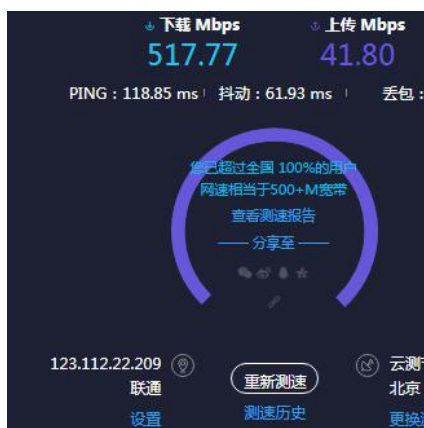 下载 Mbps 上传 Mbps
517.77 41.80
PING：118.85 ms 抖动：61.93 ms 丢包：
您已超过全国 100%的用户
网速相当于500+M宽带
查看测速报告
分享至
123.112.22.209
联通
设置
重新测速
测速历史
云测
北京
更换